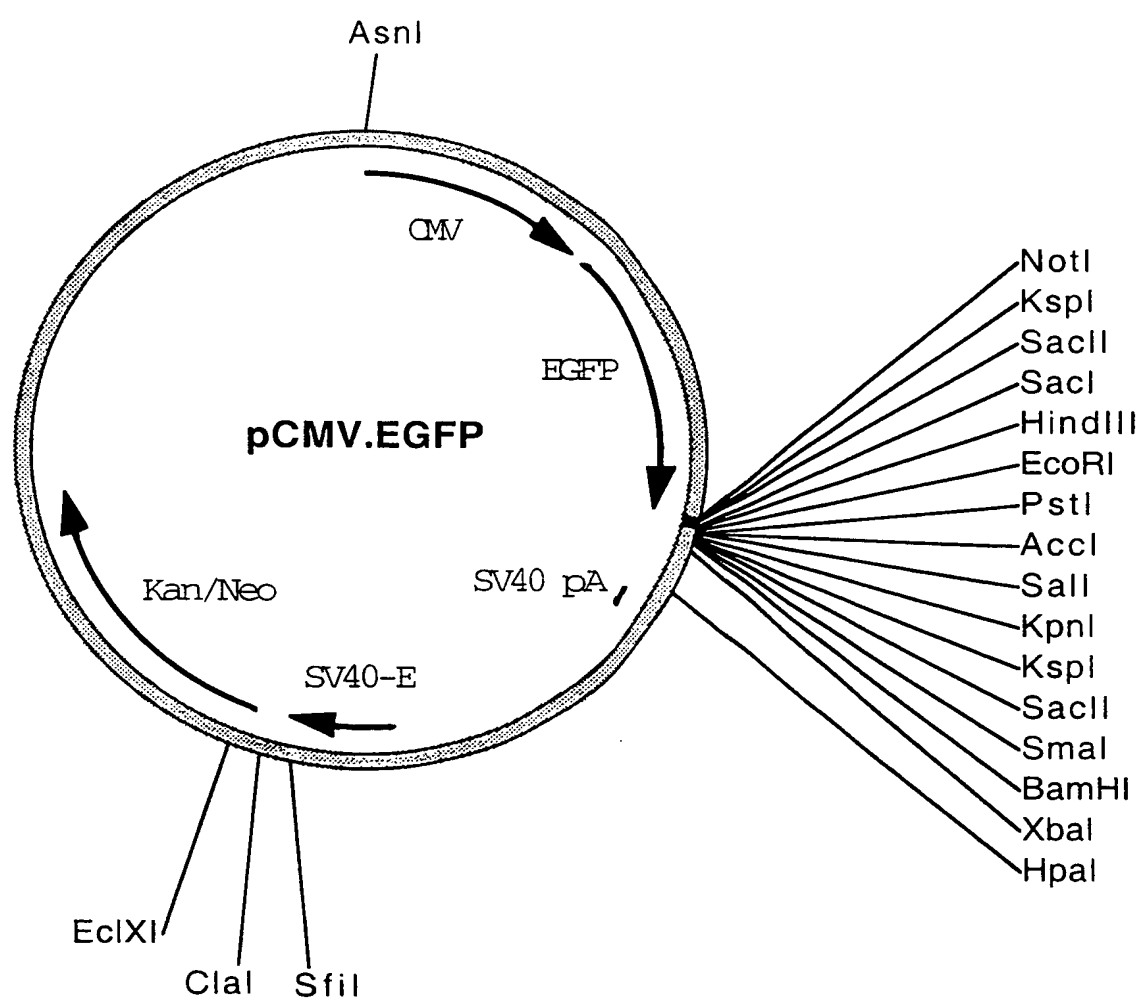 AsnI
CMV
NotI
KspI
SacII
SacI
HindIII
EcoRI
PstI
AccI
SalI
KpnI
KspI
SacII
SmaI
BamHI
XbaI
HpaI
EGFP
pCMV.EGFP
Kan/Neo
SV40 pA
SV40-E
EclXI
ClaI
SfiI